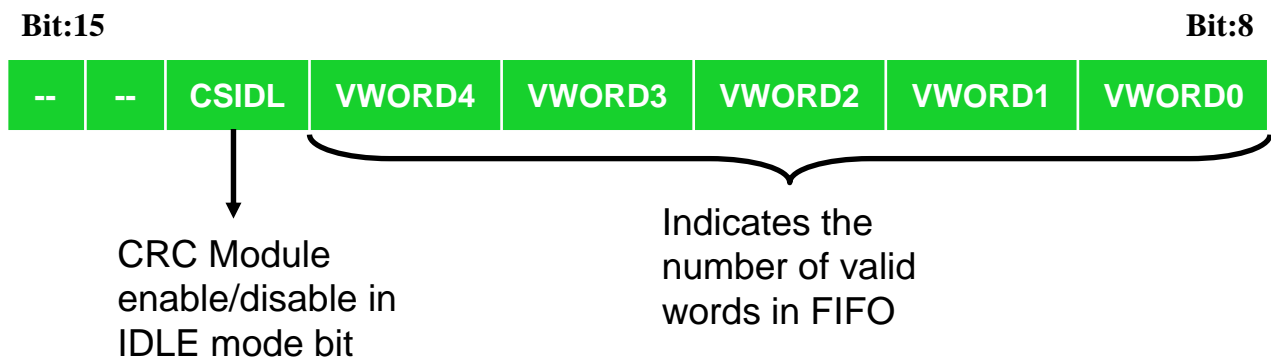 Bit:15 Bit:8
-- -- CSIDL VWORD4 VWORD3 VWORD2 VWORD1 VWORD0
CRC Module
enable/disable in
IDLE mode bit
Indicates the
number of valid
words in FIFO